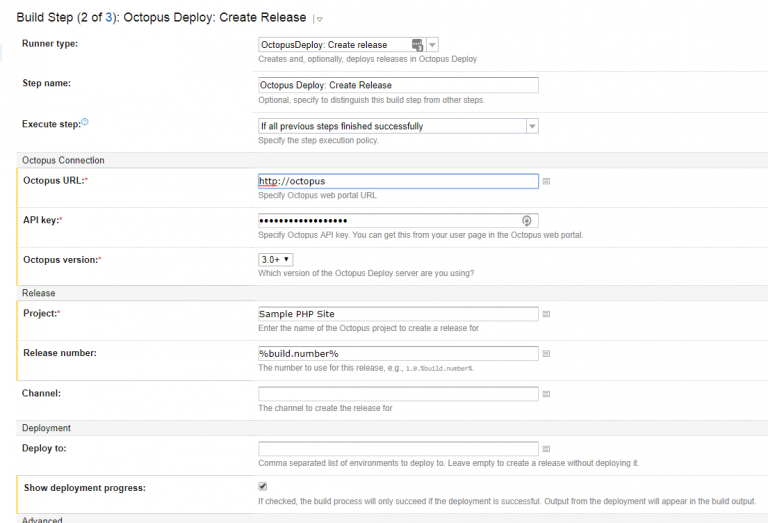 Build Step (2 of 3): Octopus Deploy: Create Release
Runner type: OctopusDeploy: Create release
Creates and, optionally, deploys releases in Octopus Deploy
Step name: Octopus Deploy: Create Release
Optional, specify to distinguish this build step from other steps.
Execute step: If all previous steps finished successfully
Specify the step execution policy.
Octopus Connection
Octopus URL:* http://octopus
Specify Octopus web portal URL
API key:* ••••••••••••••••••
Specify Octopus API key. You can get this from your user page in the Octopus web portal.
Octopus version:* 3.0+
Which version of the Octopus Deploy server are you using?
Release
Project:* Sample PHP Site
Enter the name of the Octopus project to create a release for
Release number: %build.number%
The number to use for this release, e.g., 1.0.%build.number%.
Channel:
The channel to create the release for
Deployment
Deploy to:
Comma separated list of environments to deploy to. Leave empty to create a release without deploying it.
Show deployment progress:
If checked, the build process will only succeed if the deployment is successful. Output from the deployment will appear in the build output.
Advanced